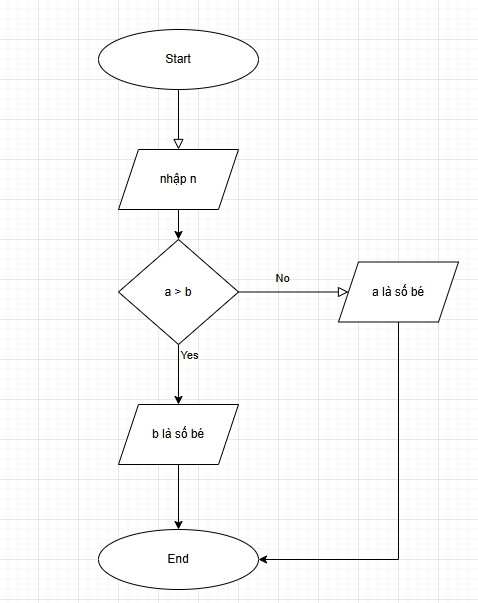 Start
nhập n
a > b
No
a là số bé
Yes
b là số bé
End